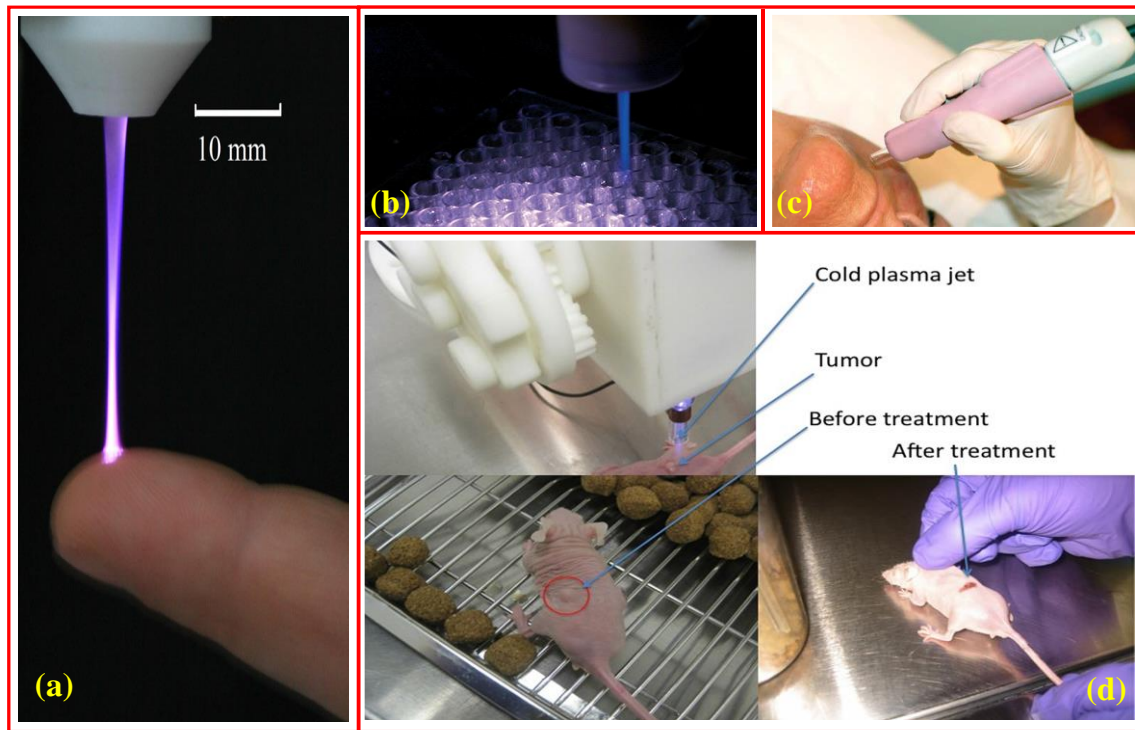 10 mm
(a)
(b)
(c)
Cold plasma jet
Tumor
Before treatment
After treatment
(d)